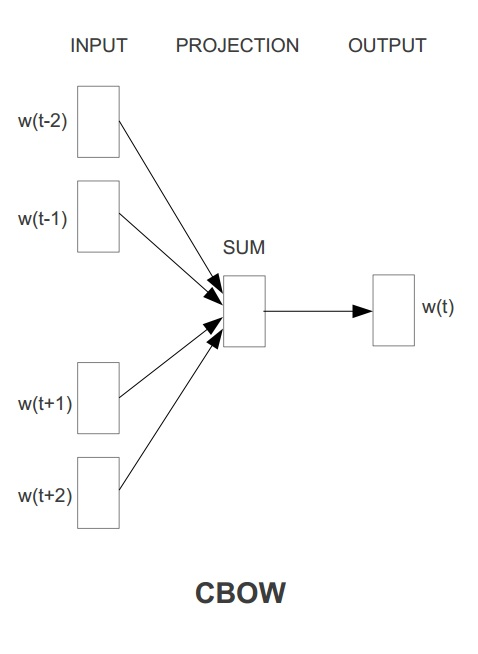 INPUT PROJECTION OUTPUT
w(t-2)
w(t-1)
SUM
w(t)
w(t+1)
w(t+2)
CBOW